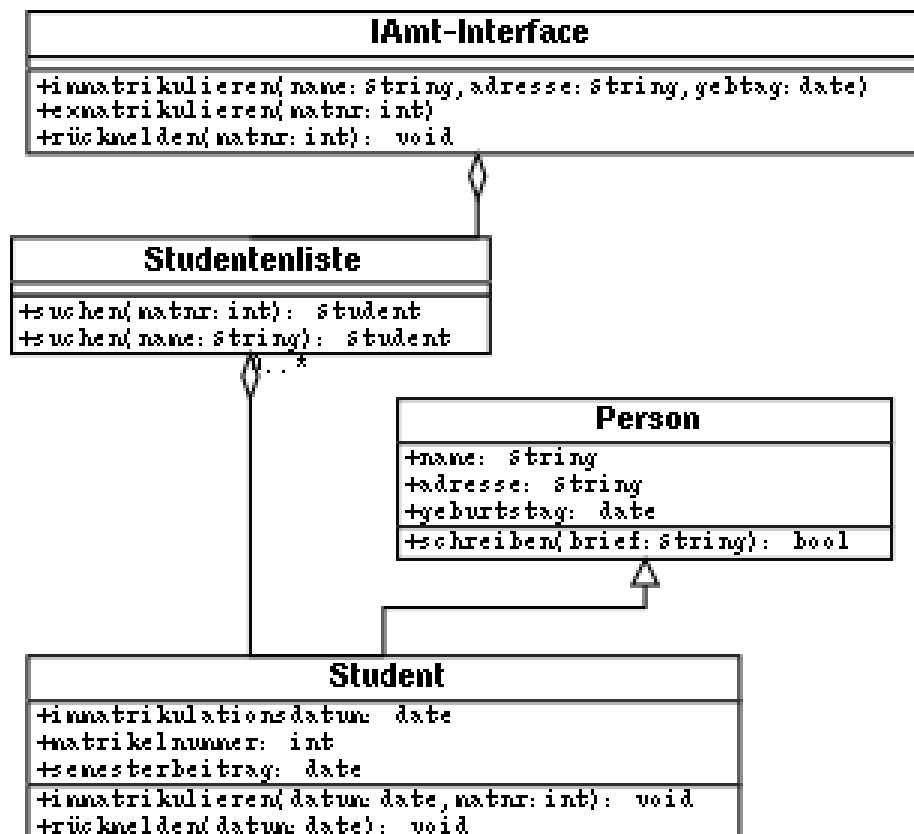 IAmt-Interface
+immatrikulieren(name:String,adresse:String,gebtag:date)
+exmatrikulieren(matnr:int)
+rückmelden(matnr:int): void
Studentenliste
+suchen(matnr:int): Student
+suchen(name:String): Student
0..*
Person
+name: String
+adresse: String
+geburtstag: date
+schreiben(brief:String): bool
Student
+immatrikulationsdatum: date
+matrikelnummer: int
+semesterbeitrag: date
+immatrikulieren(datum:date,matnr:int): void
+rückmelden(datum:date): void